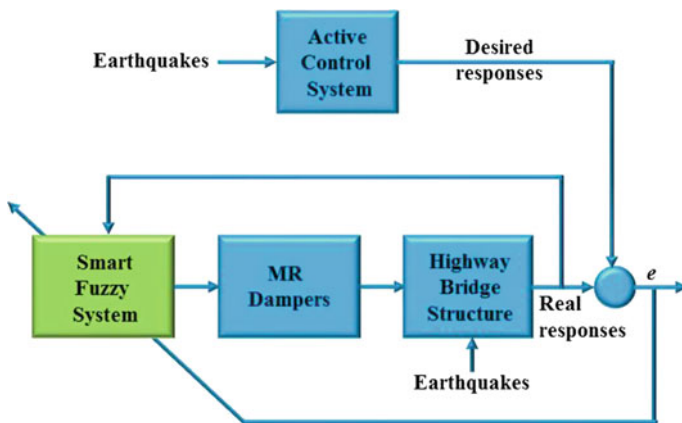 Active
Control
System
Earthquakes
Desired
responses
Smart
Fuzzy
System
MR
Dampers
Highway
Bridge
Structure
e
Real
responses
Earthquakes